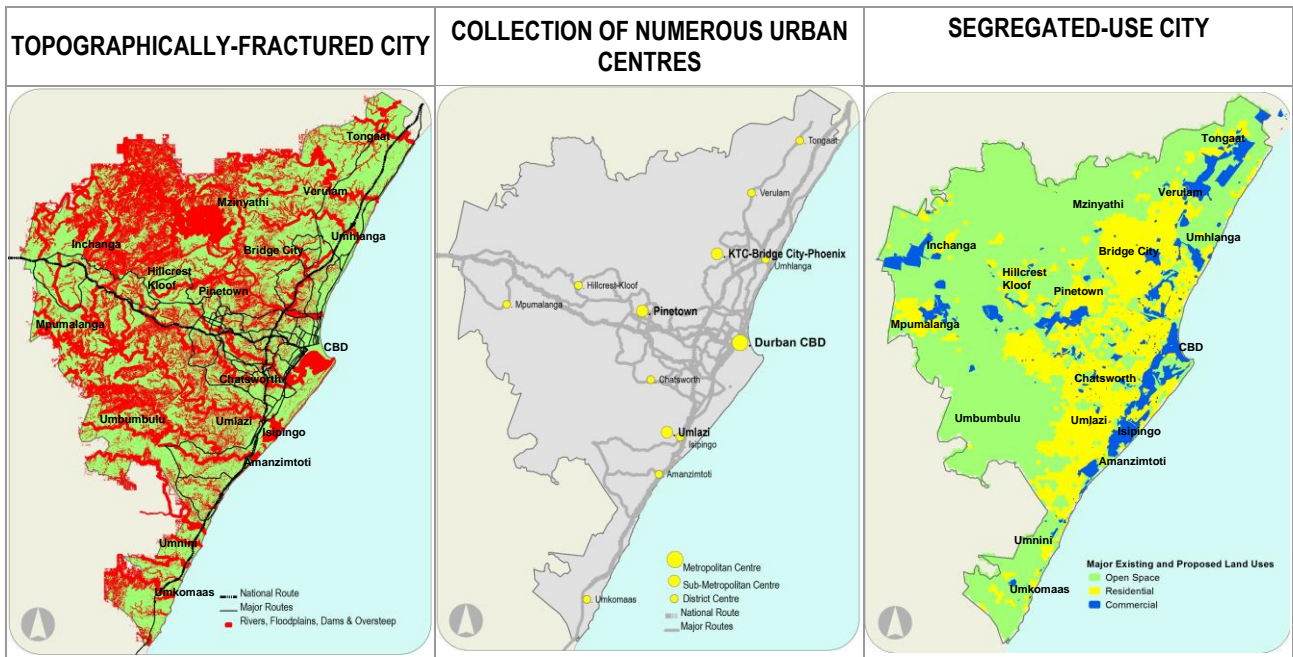 TOPOGRAPHICALLY-FRACTURED CITY
COLLECTION OF NUMEROUS URBAN
CENTRES
SEGREGATED-USE CITY
Tongaat
Verulam
Mzinyathi
Umhlanga
Inchanga
Bridge City
Hillcrest
Kloof
Pinetown
Mpumalanga
CBD
Chatsworth
Umbumbulu
Umlazi
Isipingo
Amanzimtoti
Umnini
Umkomaas
National Route
Major Routes
Rivers, Floodplains, Dams & Oversteep
Tongaat
Verulam
KTC-Bridge City-Phoenix
Umhlanga
Hillcrest-Kloof
Mpumalanga
Pinetown
Durban CBD
Chatsworth
Umlazi
Isipingo
Amanzimtoti
Umkomaas
Metropolitan Centre
Sub-Metropolitan Centre
District Centre
National Route
Major Routes
Tongaat
Verulam
Mzinyathi
Umhlanga
Inchanga
Bridge City
Hillcrest
Kloof
Pinetown
Mpumalanga
CBD
Chatsworth
Umbumbulu
Umlazi
Isipingo
Amanzimtoti
Umnini
Umkomaas
Major Existing and Proposed Land Uses
Open Space
Residential
Commercial